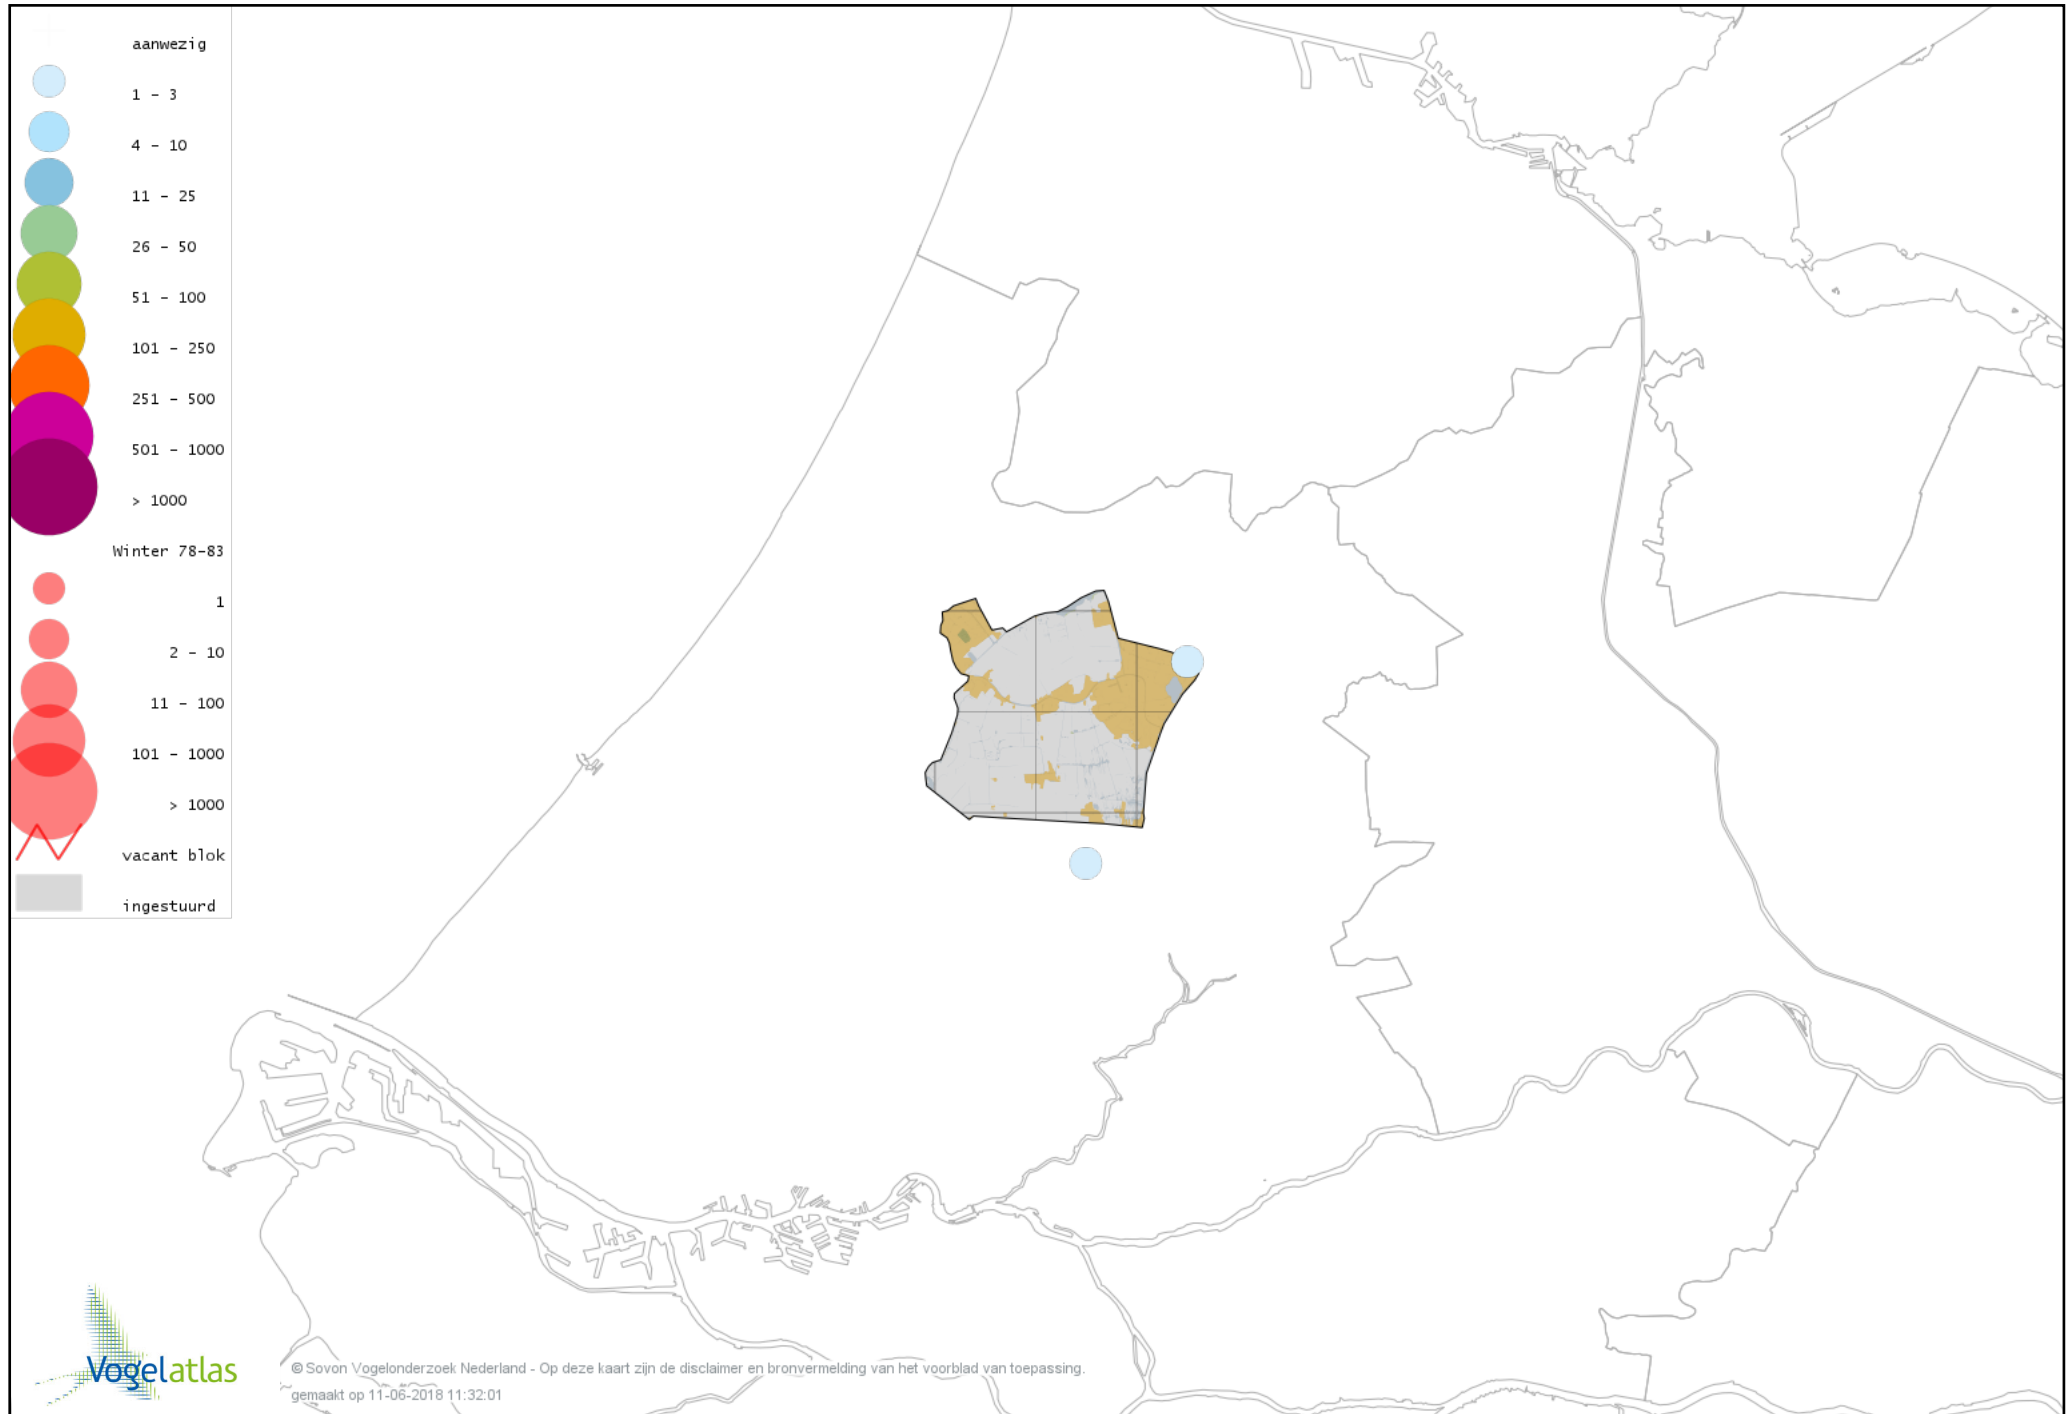 aanwezig
1 - 3
4 - 10
11 - 25
26 - 50
51 - 100
101 - 250
251 - 500
501 - 1000
> 1000
Winter 78-83
1
2 - 10
11 - 100
101 - 1000
> 1000
vacant blok
ingestuurd
Vogelatlas
© Sovon Vogelonderzoek Nederland - Op deze kaart zijn de disclaimer en bronvermelding van het voorblad van toepassing.
gemaakt op 11-06-2018 11:32:01